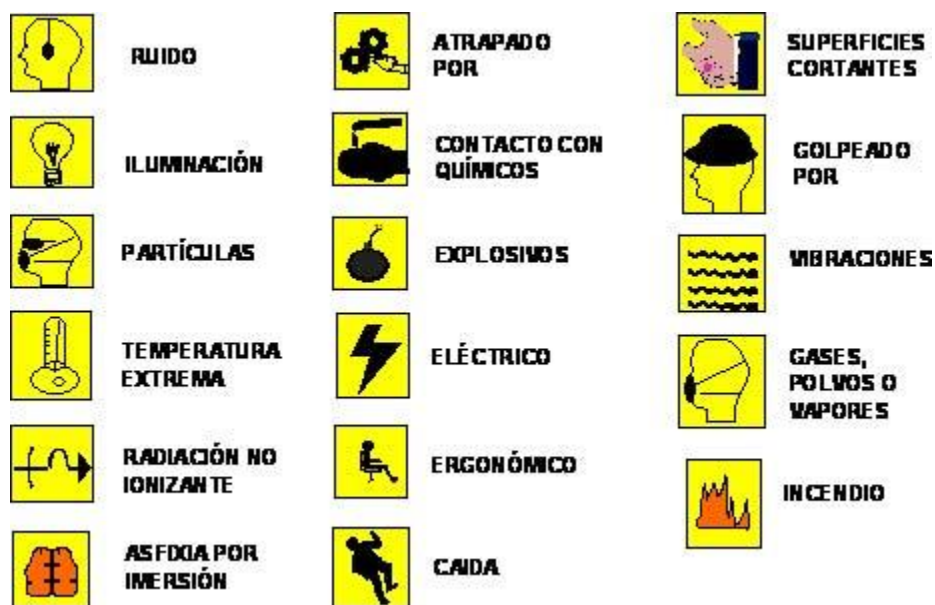 RUIDO
ILUMINACIÓN
PARTÍCULAS
TEMPERATURA
EXTREMA
RADIACIÓN NO
IONIZANTE
ASFIXIA POR
IMERSIÓN
ATRAPADO
POR
CONTACTO CON
QUÍMICOS
EXPLOSIVOS
ELÉCTRICO
ERGONÓMICO
CAIDA
SUPERFICIES
CORTANTES
GOLPEADO
POR
VIBRACIONES
GASES,
POLVOS O
VAPORES
INCENDIO